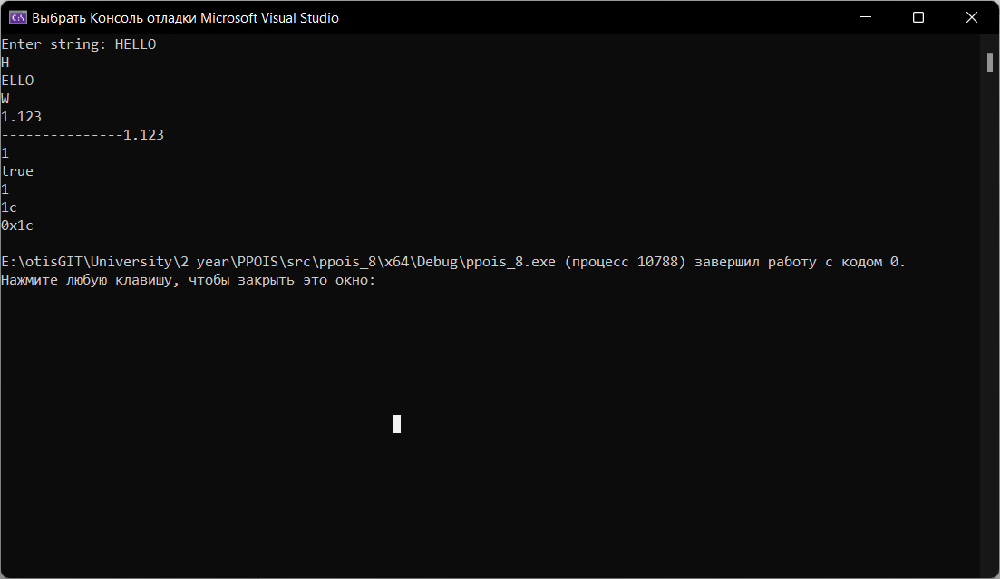 Выбрать Консоль отладки Microsoft Visual Studio
Enter string: HELLO
H
ELLO
W
1.123
---------------1.123
1
true
1
1c
0x1c
E:\otisGIT\University\2 year\PPOIS\src\ppois_8\x64\Debug\ppois_8.exe (процесс 10788) завершил работу с кодом 0.
Нажмите любую клавишу, чтобы закрыть это окно: